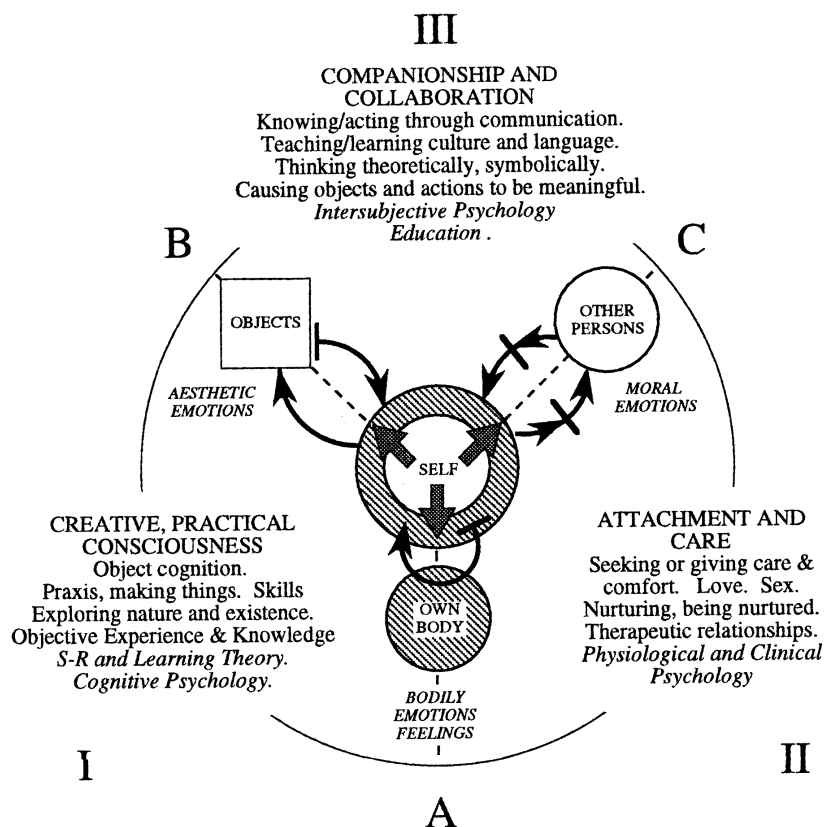 III
COMPANIONSHIP AND
COLLABORATION
Knowing/acting through communication.
Teaching/learning culture and language.
Thinking theoretically, symbolically.
Causing objects and actions to be meaningful.
Intersubjective Psychology
Education .
B
C
OBJECTS
OTHER
PERSONS
AESTHETIC
EMOTIONS
MORAL
EMOTIONS
SELF
CREATIVE, PRACTICAL
CONSCIOUSNESS
Object cognition.
Praxis, making things. Skills
Exploring nature and existence.
Objective Experience & Knowledge
S-R and Learning Theory.
Cognitive Psychology.
ATTACHMENT AND
CARE
Seeking or giving care &
comfort. Love. Sex.
Nurturing, being nurtured.
Therapeutic relationships.
Physiological and Clinical
Psychology
OWN
BODY
BODILY
EMOTIONS
FEELINGS
I
II
A